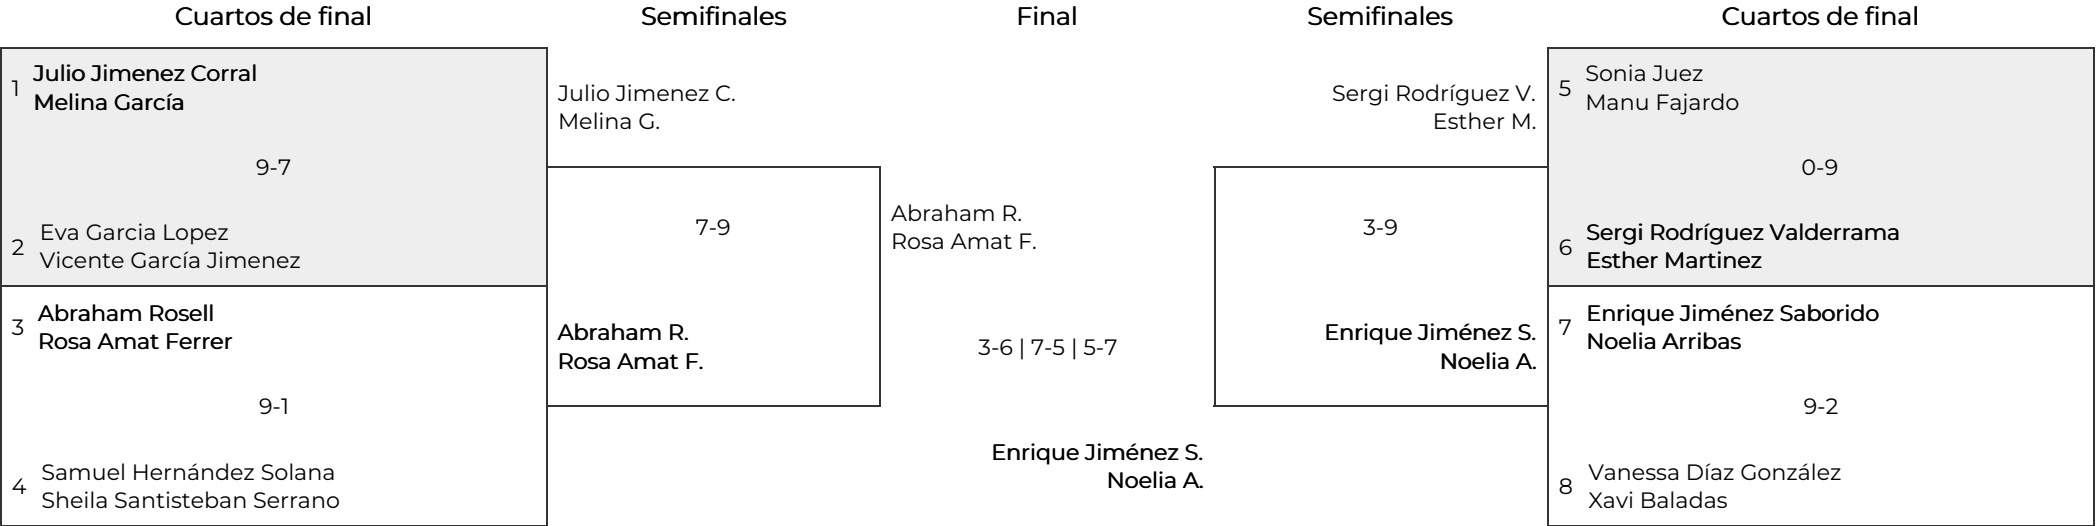 Cuartos de final
Semifinales
Final
Semifinales
Cuartos de final
1
Julio Jimenez Corral
Melina García
9-7
2
Eva Garcia Lopez
Vicente García Jimenez
3
Abraham Rosell
Rosa Amat Ferrer
9-1
4
Samuel Hernández Solana
Sheila Santisteban Serrano
Julio Jimenez C.
Melina G.
7-9
Abraham R.
Rosa Amat F.
Abraham R.
Rosa Amat F.
3-6 | 7-5 | 5-7
Enrique Jiménez S.
Noelia A.
Sergi Rodríguez V.
Esther M.
3-9
Enrique Jiménez S.
Noelia A.
5
Sonia Juez
Manu Fajardo
0-9
6
Sergi Rodríguez Valderrama
Esther Martinez
7
Enrique Jiménez Saborido
Noelia Arribas
9-2
8
Vanessa Díaz González
Xavi Baladas